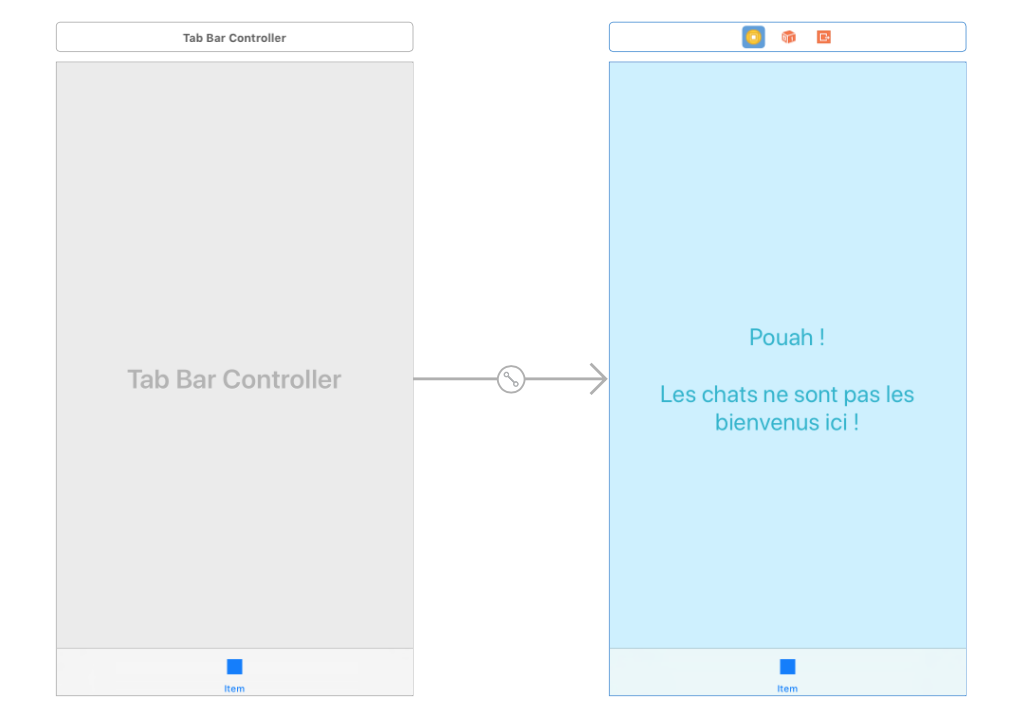 Tab Bar Controller
Tab Bar Controller
Pouah !
Les chats ne sont pas les
bienvenus ici !
Item
Item